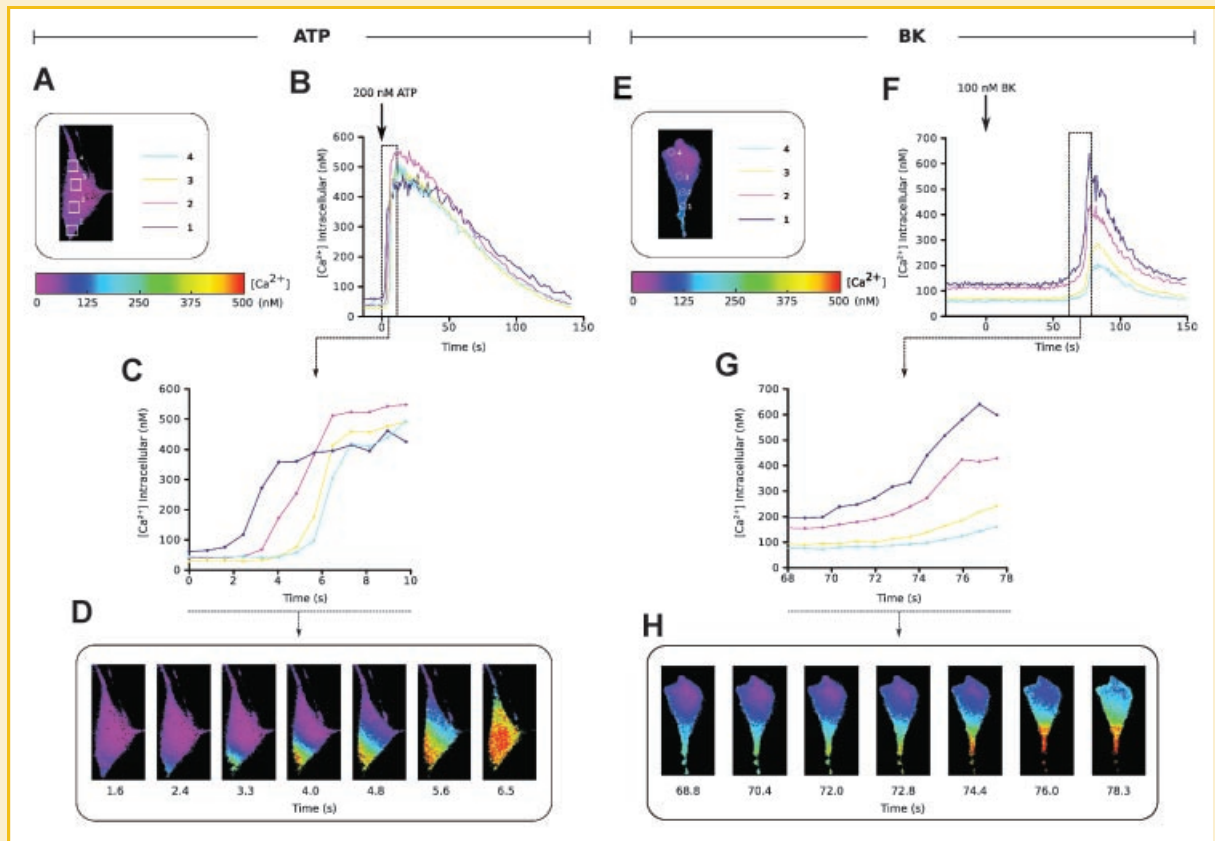 ATP
BK
A
B
200 nM ATP
4
3
2
1
[Ca2+]
0 125 250 375 500
(nM)
[Ca2+] Intracellular (nM)
600
500
400
300
200
100
0
0 50 100 150
Time (s)
E
F
100 nM BK
4
3
2
1
[Ca2+]
0 125 250 375 500
(nM)
[Ca2+] Intracellular (nM)
700
600
500
400
300
200
100
0
0 50 100 150
Time (s)
C
[Ca2+] Intracellular (nM)
600
500
400
300
200
100
0
0 2 4 6 8 10
Time (s)
G
[Ca2+] Intracellular (nM)
700
600
500
400
300
200
100
0
68 70 72 74 76 78
Time (s)
D
1.6 2.4 3.3 4.0 4.8 5.6 6.5
Time (s)
H
68.8 70.4 72.0 72.8 74.4 76.0 78.3
Time (s)